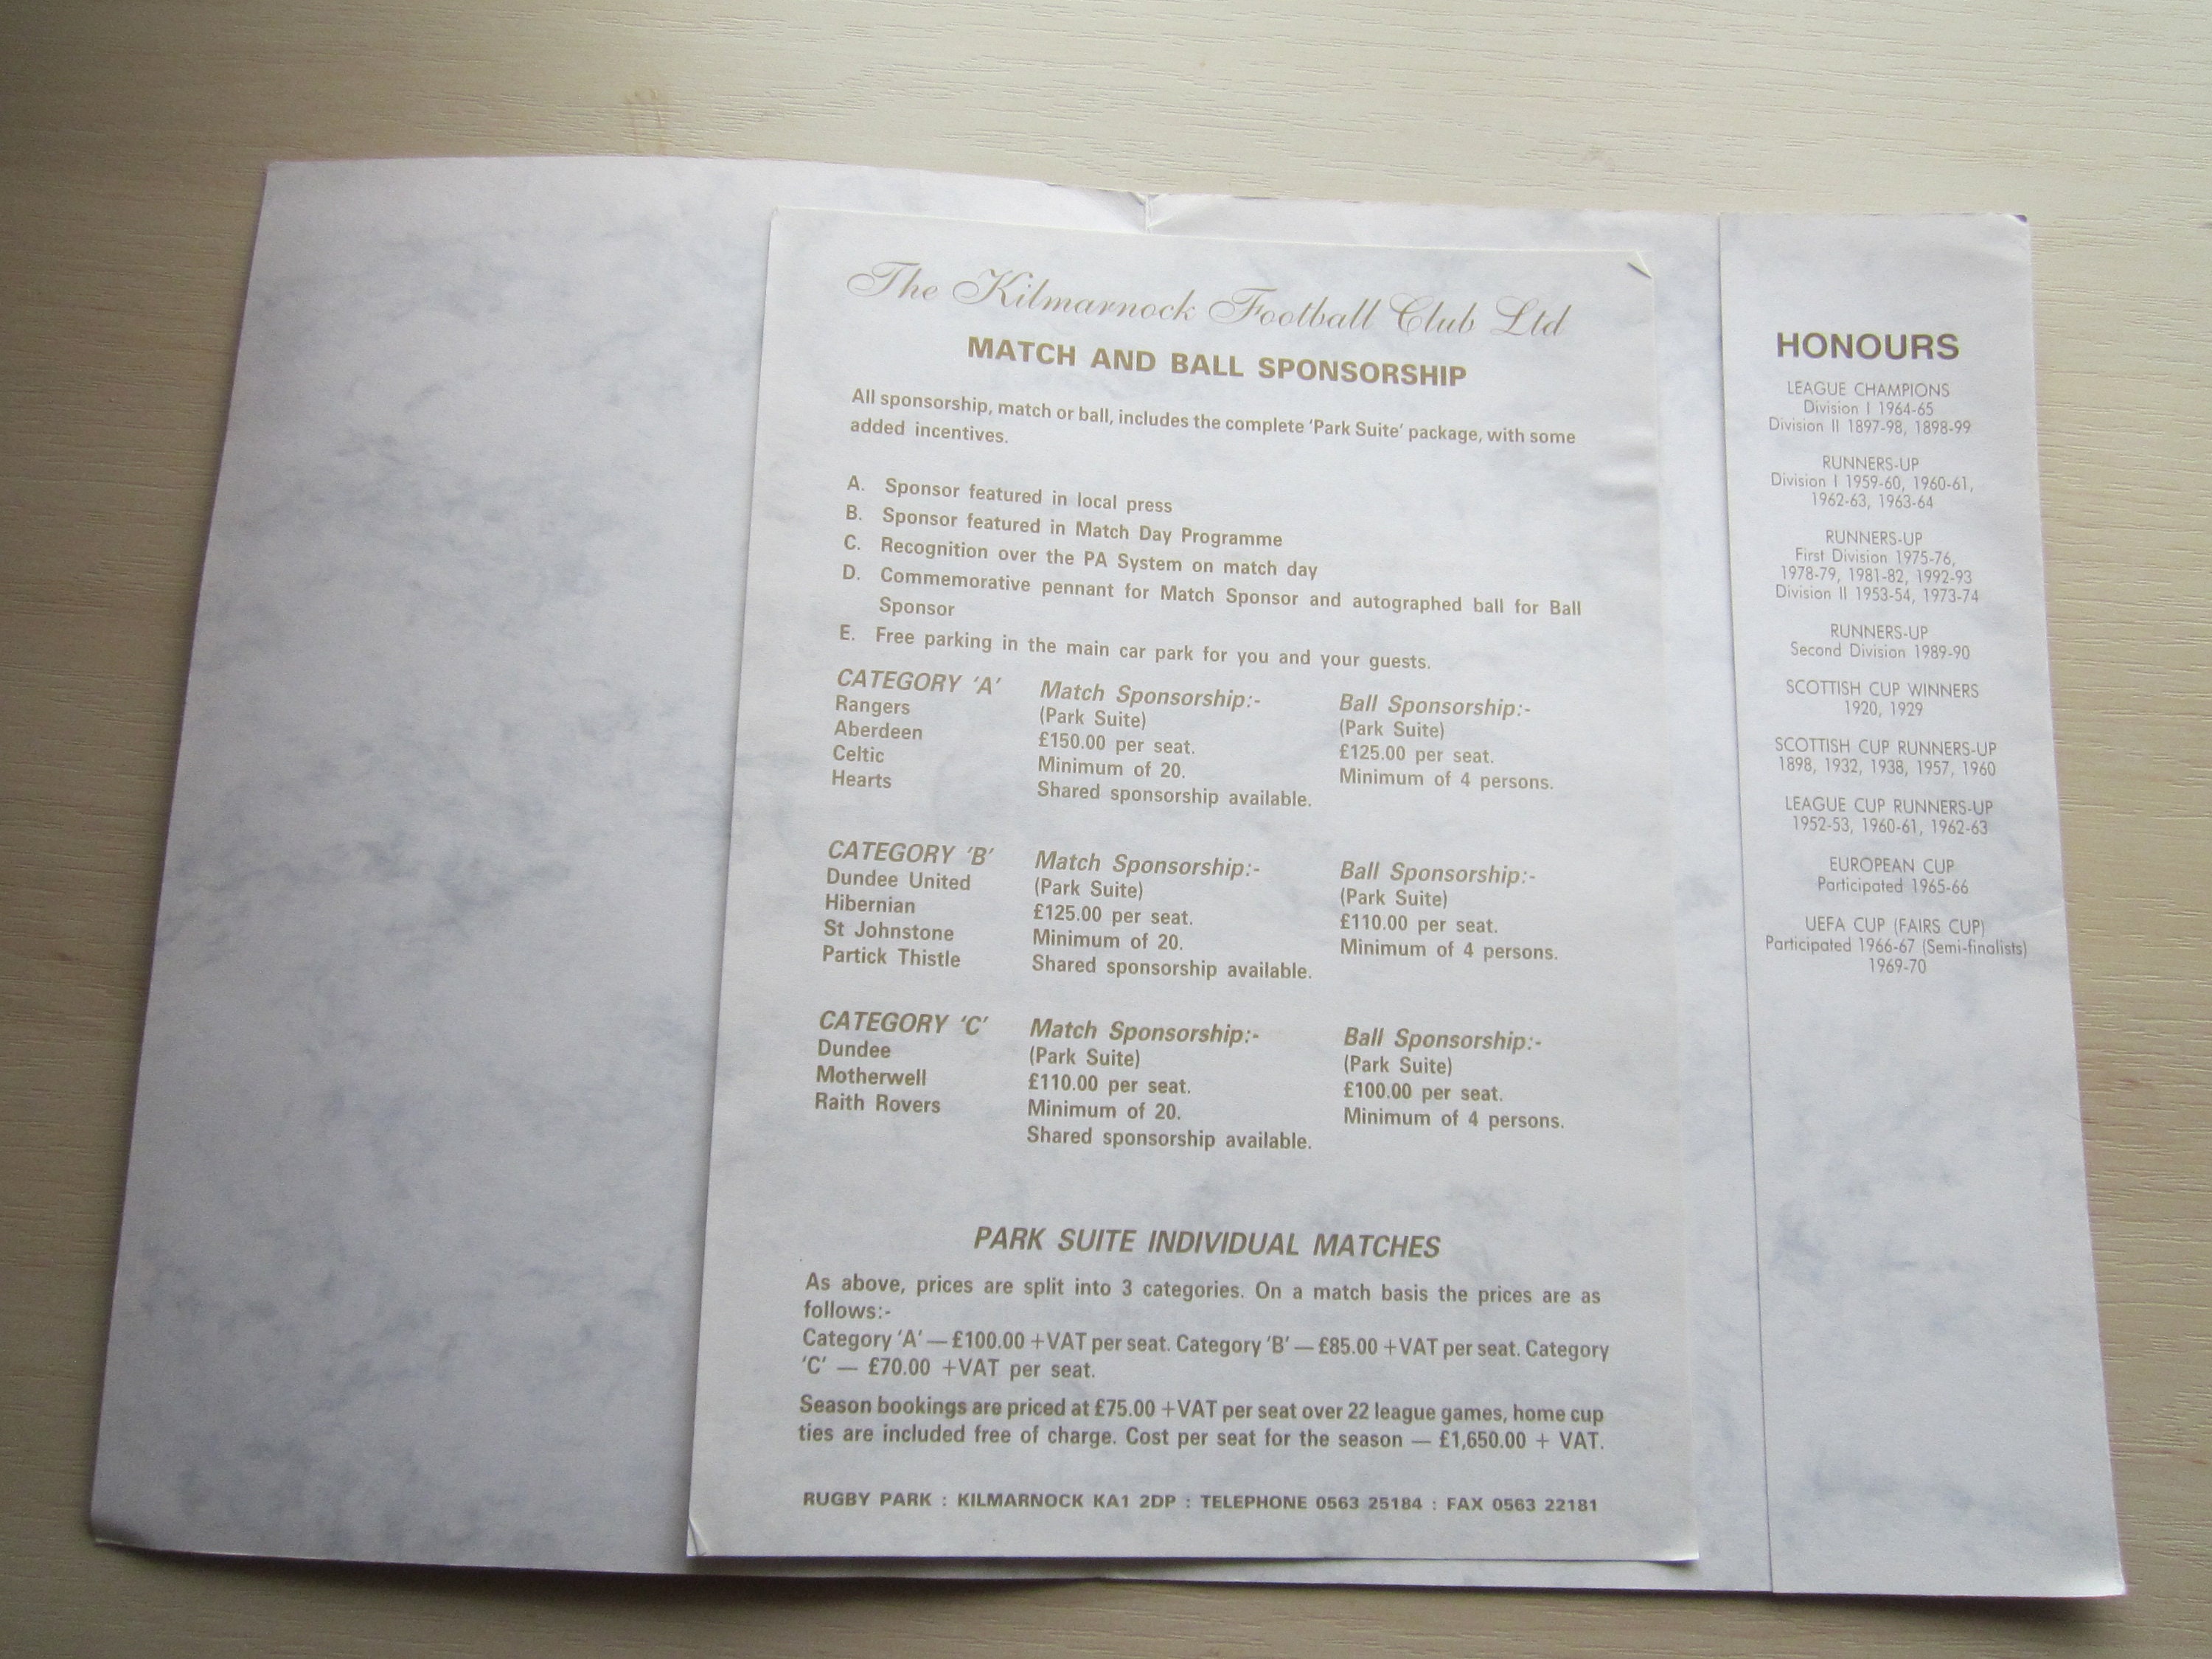 The Kilmarnock Football Club Ltd
MATCH AND BALL SPONSORSHIP
All sponsorship, match or ball, includes the complete 'Park Suite' package, with some
added incentives.
A. Sponsor featured in local press
B. Sponsor featured in Match Day Programme
C. Recognition over the PA System on match day
D. Commemorative pennant for Match Sponsor and autographed ball for Ball
Sponsor
E. Free parking in the main car park for you and your guests.
CATEGORY 'A'
Rangers
Aberdeen
Celtic
Hearts
Match Sponsorship:-
(Park Suite)
£150.00 per seat.
Minimum of 20.
Shared sponsorship available.
Ball Sponsorship:-
(Park Suite)
£125.00 per seat.
Minimum of 4 persons.
CATEGORY 'B'
Dundee United
Hibernian
St Johnstone
Partick Thistle
Match Sponsorship:-
(Park Suite)
£125.00 per seat.
Minimum of 20.
Shared sponsorship available.
Ball Sponsorship:-
(Park Suite)
£110.00 per seat.
Minimum of 4 persons.
CATEGORY 'C'
Dundee
Motherwell
Raith Rovers
Match Sponsorship:-
(Park Suite)
£110.00 per seat.
Minimum of 20.
Shared sponsorship available.
Ball Sponsorship:-
(Park Suite)
£100.00 per seat.
Minimum of 4 persons.
PARK SUITE INDIVIDUAL MATCHES
As above, prices are split into 3 categories. On a match basis the prices are as
follows:-
Category 'A' — £100.00 +VAT per seat. Category 'B' — £85.00 +VAT per seat. Category
'C' — £70.00 +VAT per seat.
Season bookings are priced at £75.00 +VAT per seat over 22 league games, home cup
ties are included free of charge. Cost per seat for the season — £1,650.00 + VAT.
RUGBY PARK : KILMARNOCK KA1 2DP : TELEPHONE 0563 25184 : FAX 0563 22181
HONOURS
LEAGUE CHAMPIONS
Division I 1964-65
Division II 1897-98, 1898-99
RUNNERS-UP
Division I 1959-60, 1960-61,
1962-63, 1963-64
RUNNERS-UP
First Division 1975-76,
1978-79, 1981-82, 1992-93
Division II 1953-54, 1973-74
RUNNERS-UP
Second Division 1989-90
SCOTTISH CUP WINNERS
1920, 1929
SCOTTISH CUP RUNNERS-UP
1898, 1932, 1938, 1957, 1960
LEAGUE CUP RUNNERS-UP
1952-53, 1960-61, 1962-63
EUROPEAN CUP
Participated 1965-66
UEFA CUP (FAIRS CUP)
Participated 1966-67 (Semi-finalists)
1969-70